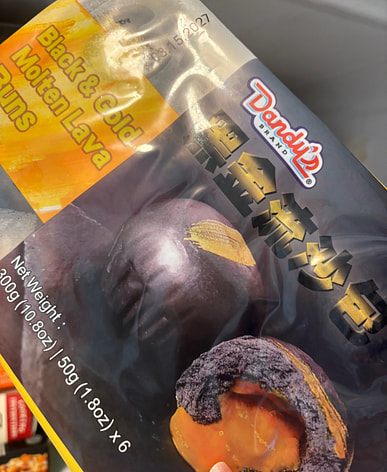 Black & Gold
Molten Lava
Buns
Dandy's
BRAND
®
黑金流沙包
Net Weight :
300g (10.8oz) | 50g (1.8oz) x 6